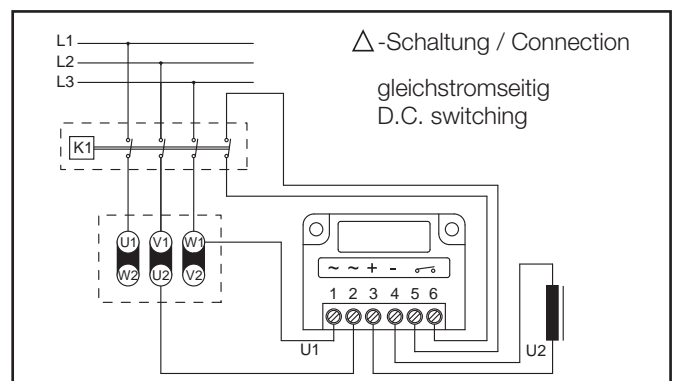 L1
△-Schaltung / Connection
L2
L3
gleichstromseitig
D.C. switching
K1
U1 V1 W1
W2 U2 V2
~ ~ + -
1 2 3 4 5 6
U1
U2